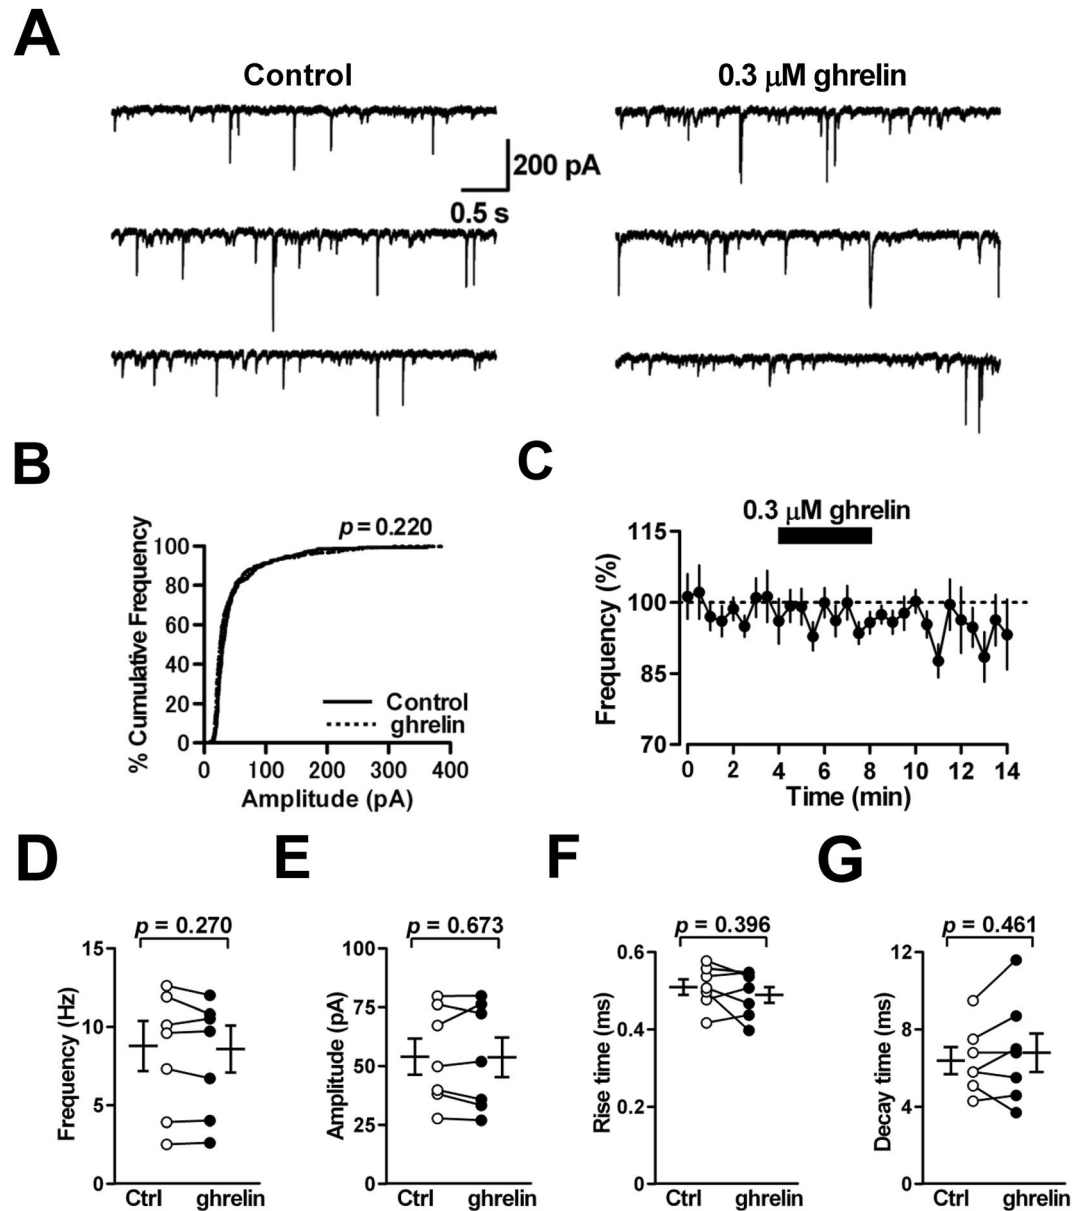 A
Control
0.3 μM ghrelin
200 pA
0.5 s
B
p = 0.220
% Cumulative Frequency
100
80
60
40
20
0
Control
ghrelin
0 100 200 300 400
Amplitude (pA)
C
0.3 μM ghrelin
Frequency (%)
115
100
85
70
0 2 4 6 8 10 12 14
Time (min)
D
p = 0.270
Frequency (Hz)
15
10
5
0
Ctrl ghrelin
E
p = 0.673
Amplitude (pA)
100
75
50
25
0
Ctrl ghrelin
F
p = 0.396
Rise time (ms)
0.6
0.4
0.2
0
Ctrl ghrelin
G
p = 0.461
Decay time (ms)
12
8
4
0
Ctrl ghrelin